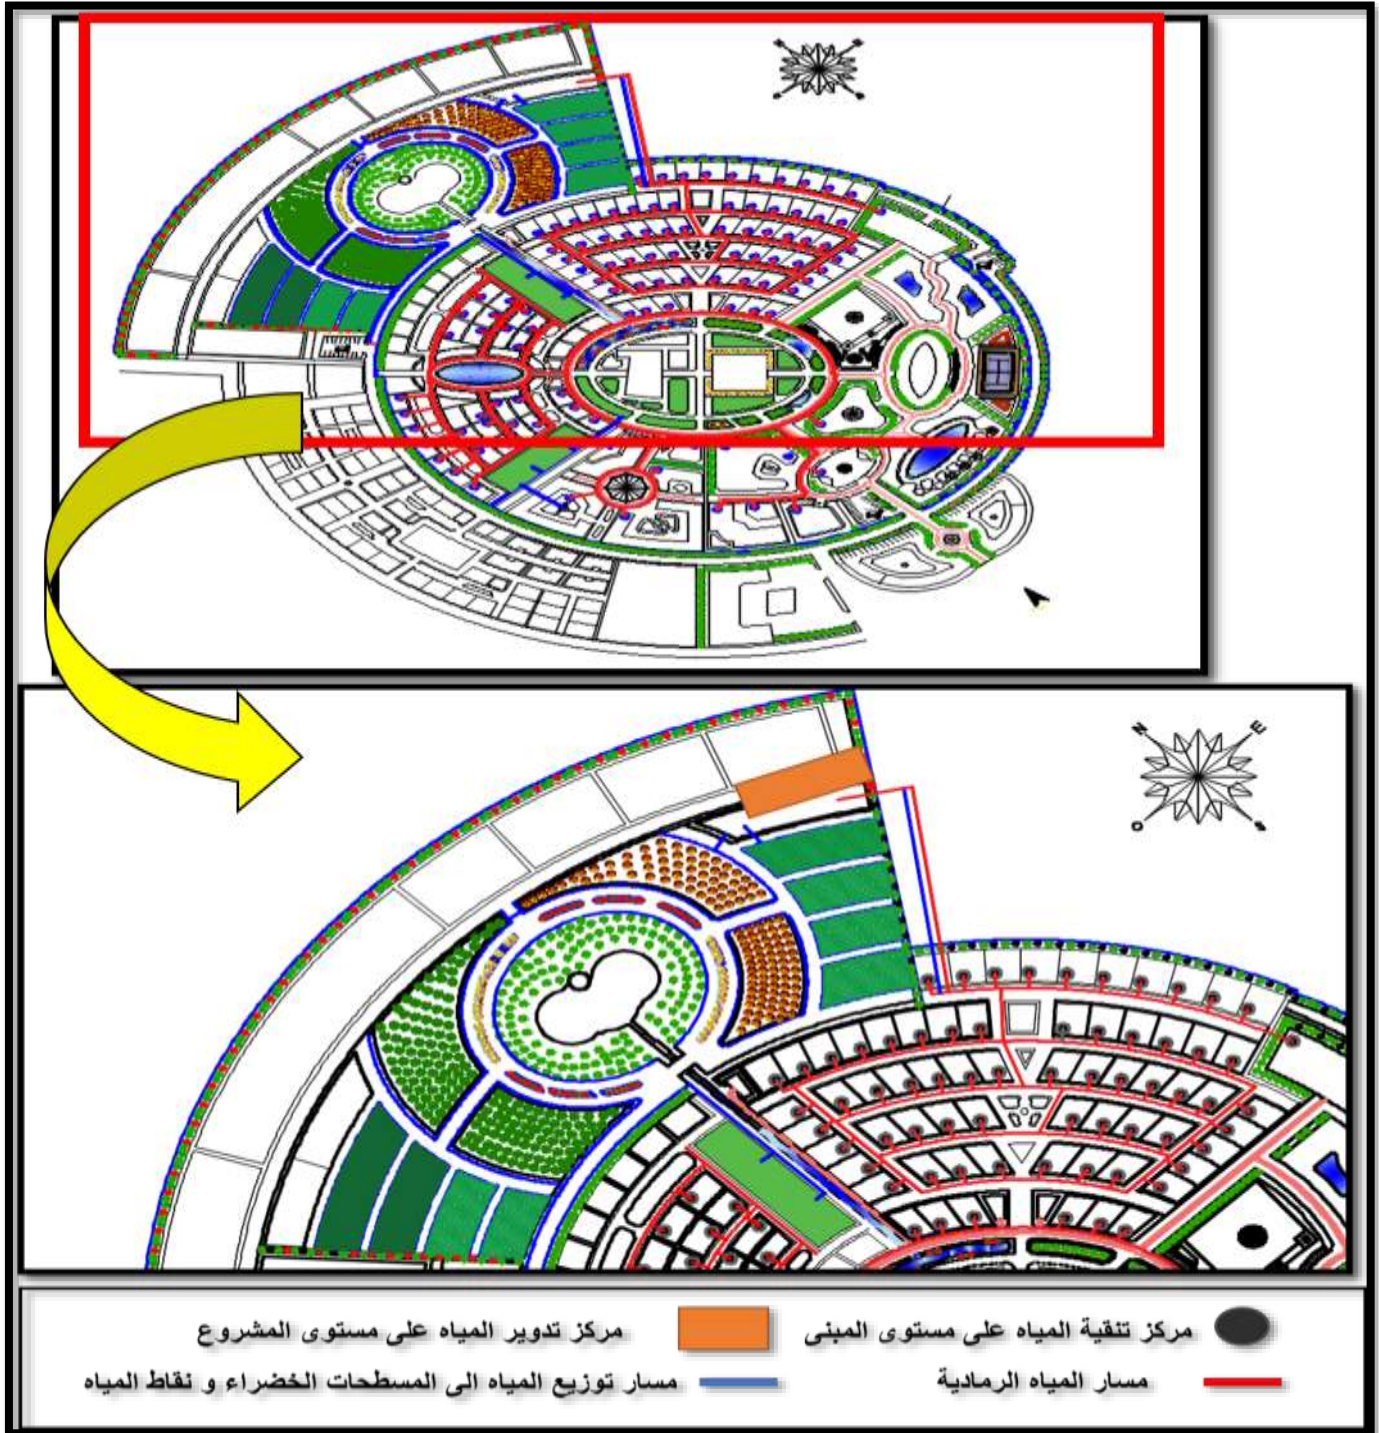 N E
O s
مركز تنقية المياه على مستوى المبنى
مركز تدوير المياه على مستوى المشروع
مسار المياه الرمادية
مسار توزيع المياه الى المسطحات الخضراء و نقاط المياه